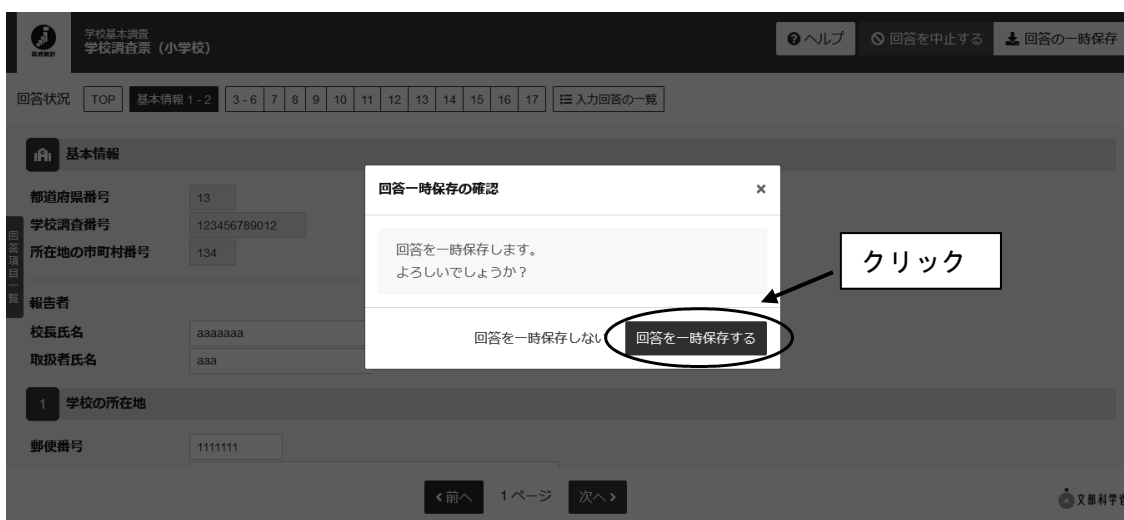 政府統計
学校基本調査
学校調査票（小学校）
ヘルプ
回答を中止する
回答の一時保存
回答状況 TOP 基本情報 1 - 2 3 - 6 7 8 9 10 11 12 13 14 15 16 17 入力回答の一覧
基本情報
都道府県番号 13
学校調査番号 123456789012
所在地の市町村番号 134
回答項目一覧
報告者
校長氏名 aaaaaaa
取扱者氏名 aaa
1 学校の所在地
郵便番号 1111111
回答一時保存の確認 ×
回答を一時保存します。
よろしいでしょうか？
回答を一時保存しない 回答を一時保存する
クリック
前へ 1 ページ 次へ
文部科学省